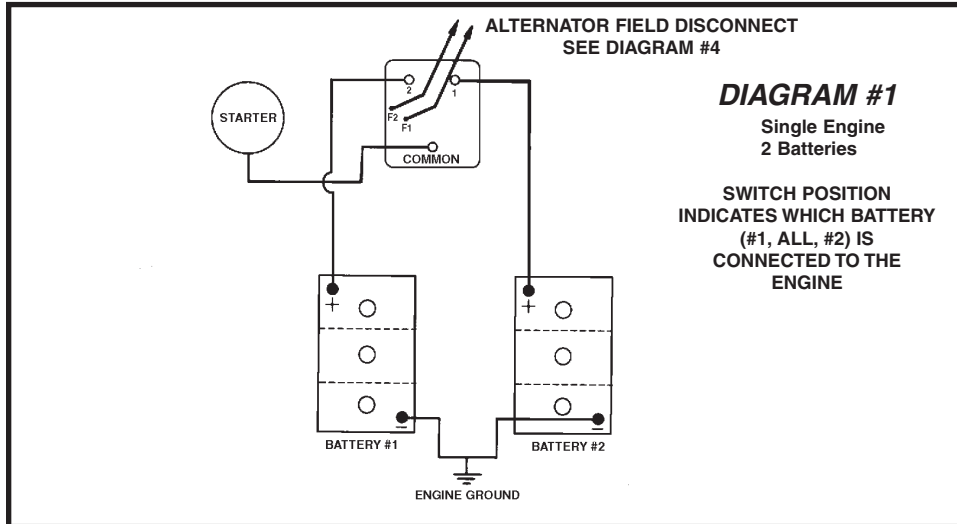 ALTERNATOR FIELD DISCONNECT
SEE DIAGRAM #4
DIAGRAM #1
Single Engine
2 Batteries
SWITCH POSITION
INDICATES WHICH BATTERY
(#1, ALL, #2) IS
CONNECTED TO THE
ENGINE
STARTER
2
1
F2
F1
COMMON
+
+
–
–
BATTERY #1
BATTERY #2
ENGINE GROUND